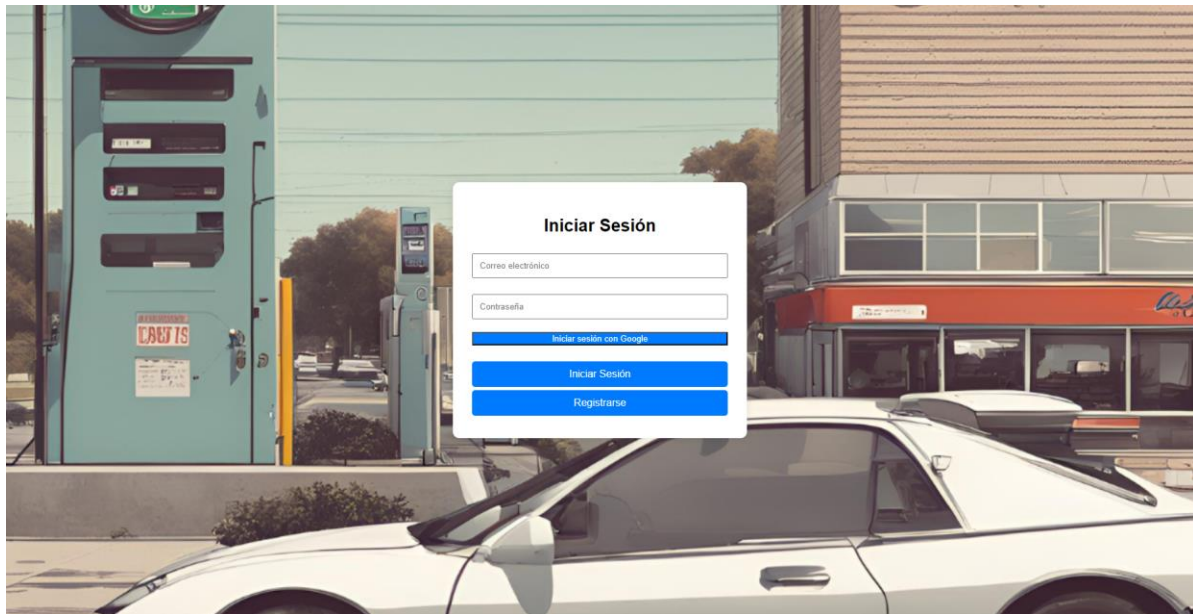 Iniciar Sesión
Correo electrónico
Contraseña
Iniciar sesión con Google
Iniciar Sesión
Registrarse